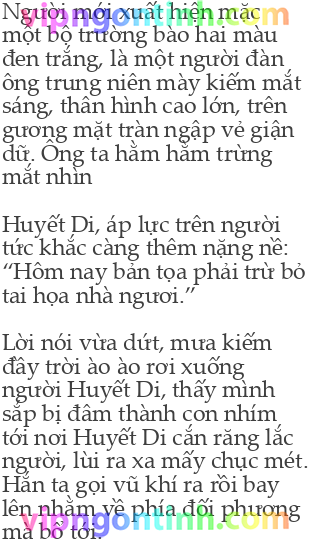 Người mới xuất hiện mặc
một bộ trường bào hai màu
đen trắng, là một người đàn
ông trung niên mày kiếm mắt
sáng, thân hình cao lớn, trên
gương mặt tràn ngập vẻ giận
dữ. Ông ta hằm hằm trừng
mắt nhìn
Huyết Di, áp lực trên người
tức khắc càng thêm nặng nề:
“Hôm nay bản tọa phải trừ bỏ
tai họa nhà ngươi.”
Lời nói vừa dứt, mưa kiếm
đầy trời ào ào rơi xuống
người Huyết Di, thấy mình
sắp bị đâm thành con nhím
tới nơi Huyết Di cắn răng lắc
người, lùi ra xa mấy chục mét.
Hắn ta gọi vũ khí ra rồi bay
lên nhằm về phía đối phương
mà bổ tới.
vipngontinh.com
vipngontinh.com